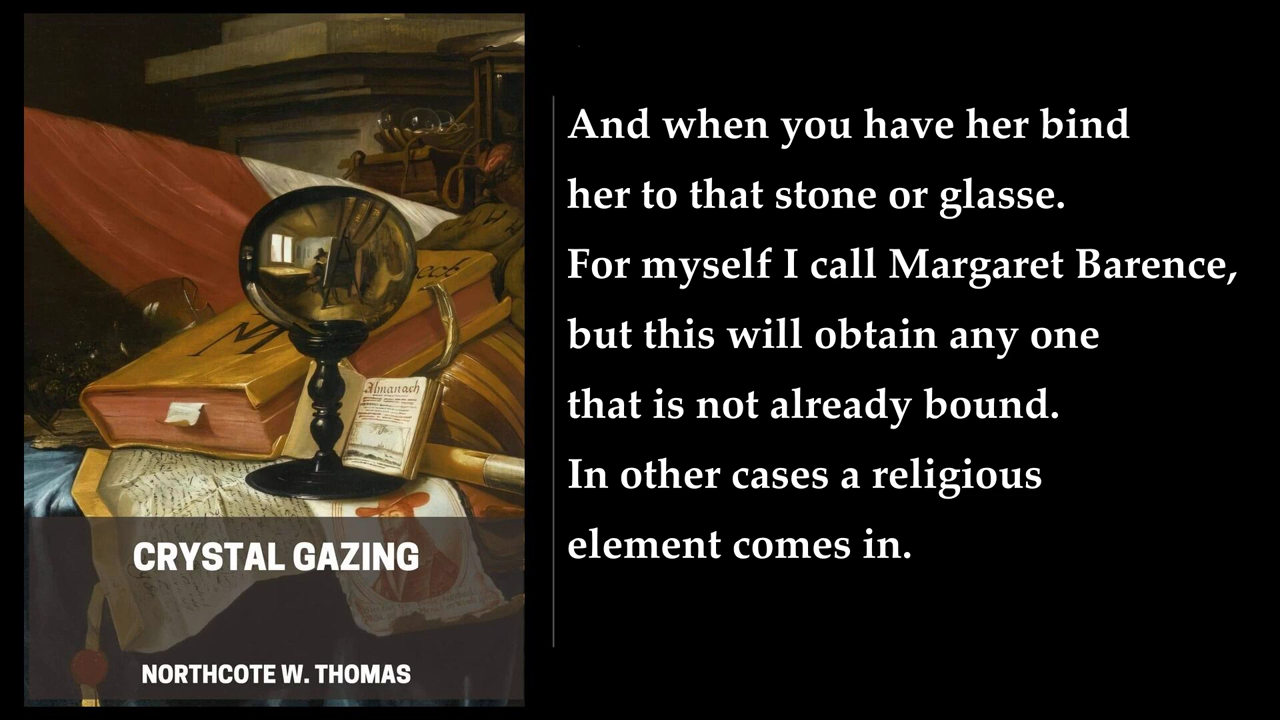 M
Almanach
CRYSTAL GAZING
NORTHCOTE W. THOMAS
And when you have her bind
her to that stone or glasse.
For myself I call Margaret Barence,
but this will obtain any one
that is not already bound.
In other cases a religious
element comes in.